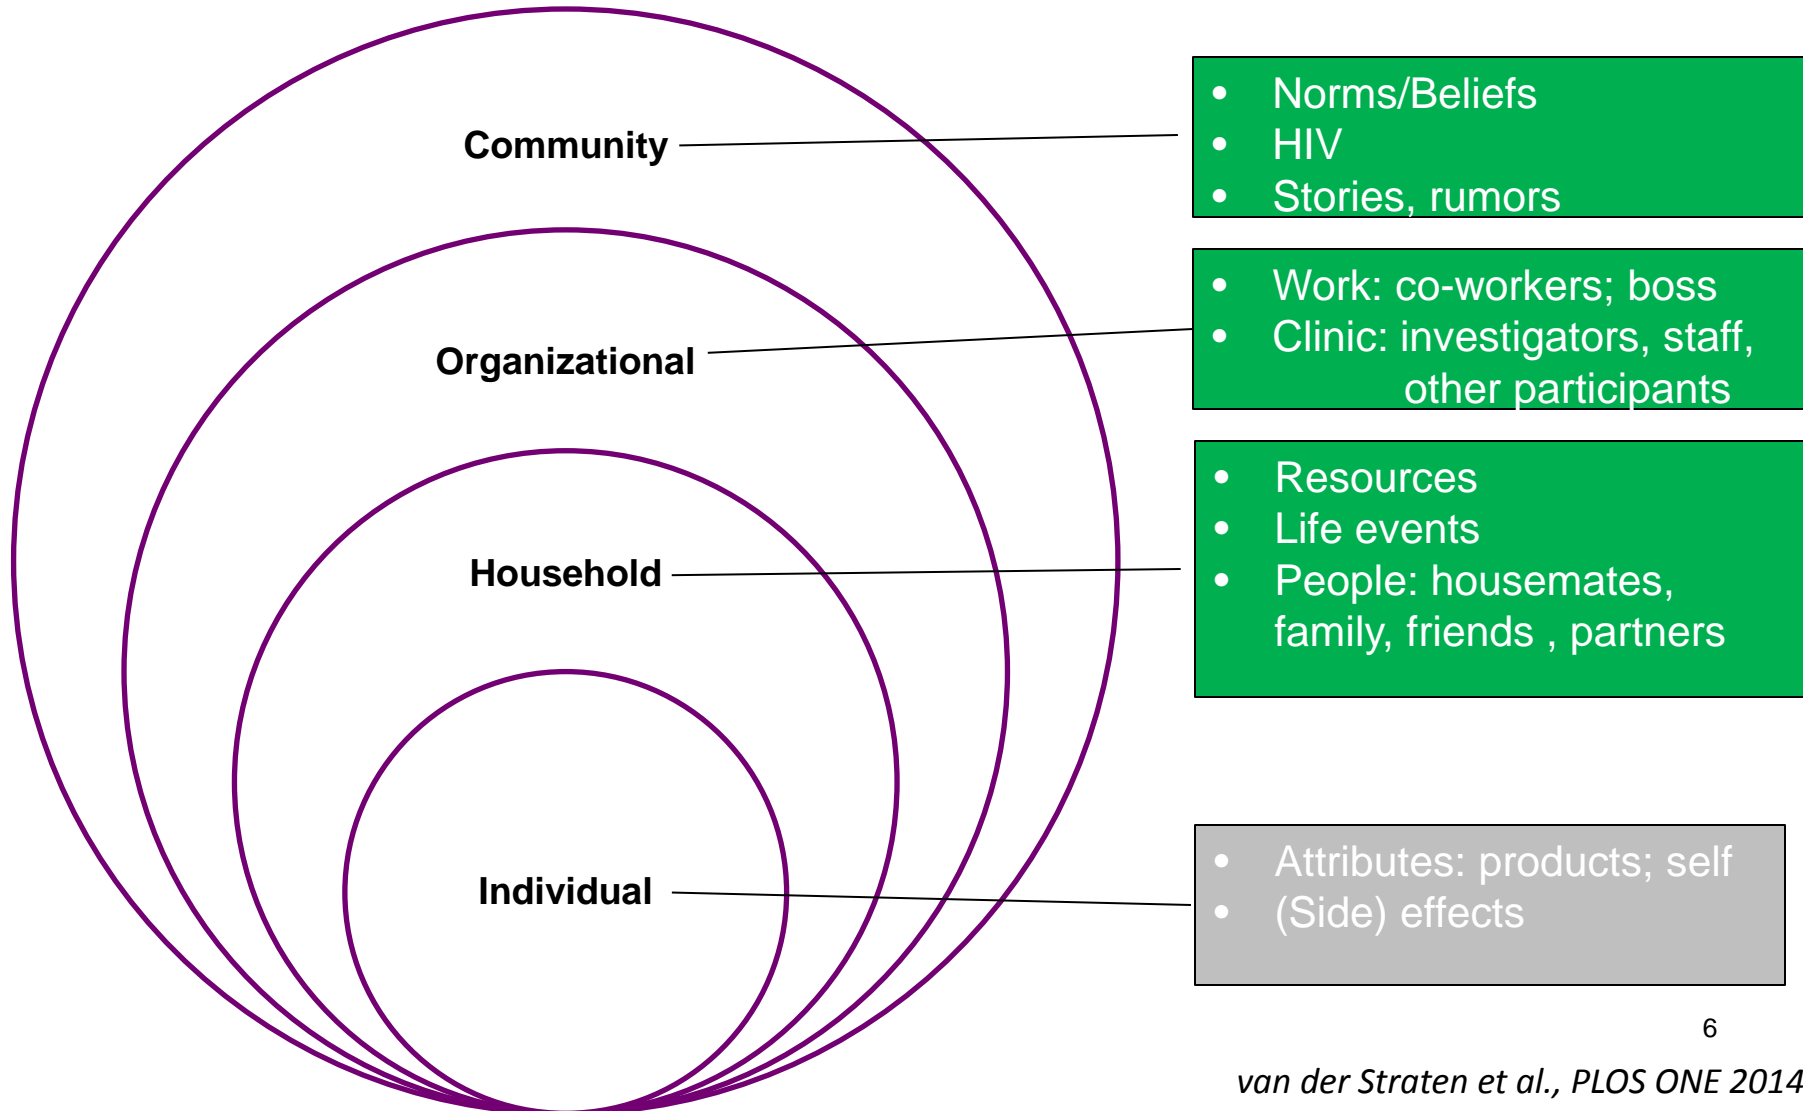 Community
• Norms/Beliefs
• HIV
• Stories, rumors
Organizational
• Work: co-workers; boss
• Clinic: investigators, staff,
other participants
Household
• Resources
• Life events
• People: housemates,
family, friends , partners
Individual
• Attributes: products; self
• (Side) effects
6
van der Straten et al., PLOS ONE 2014